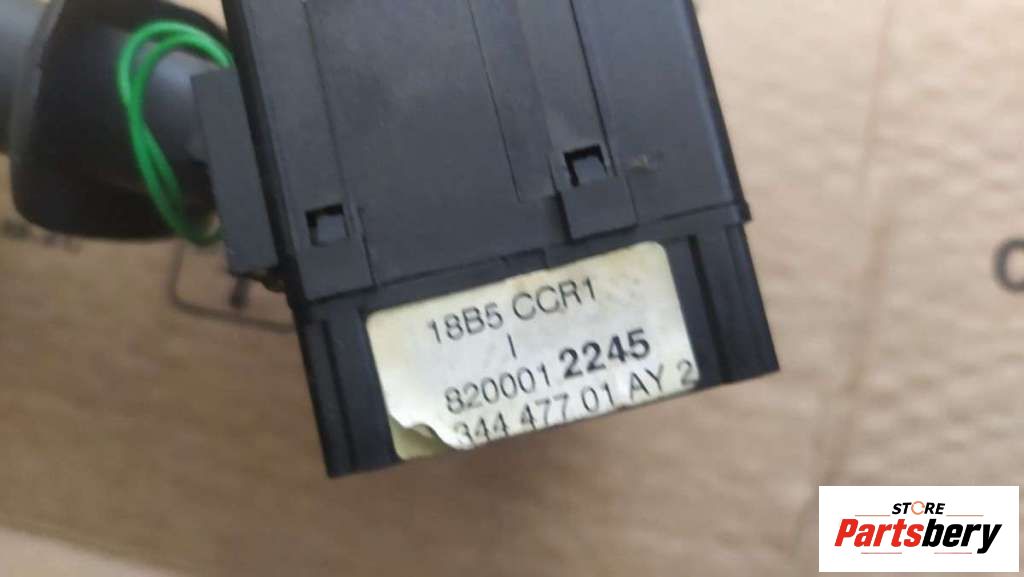 18B5 CCR1
I
820001 2245
344 477 01 AY 2
STORE
Partsbery